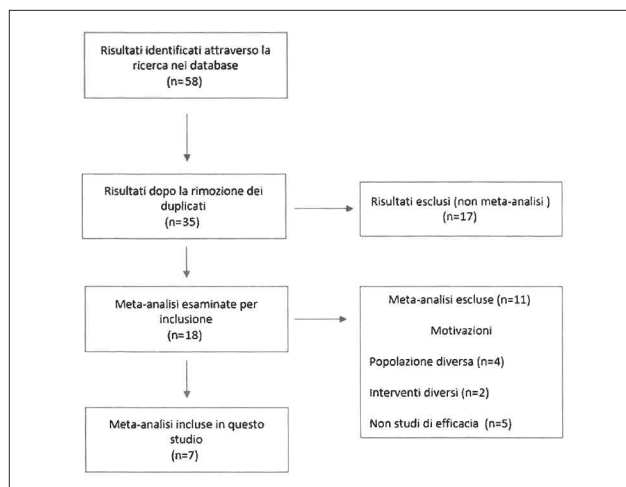 Risultati identificati attraverso la
ricerca nei database
(n=58)
Risultati dopo la rimozione dei
duplicati
(n=35)
Risultati esclusi (non meta-analisi )
(n=17)
Meta-analisi esaminate per
inclusione
(n=18)
Meta-analisi escluse (n=11)
Motivazioni
Popolazione diversa (n=4)
Interventi diversi (n=2)
Non studi di efficacia (n=5)
Meta-analisi incluse in questo
studio
(n=7)